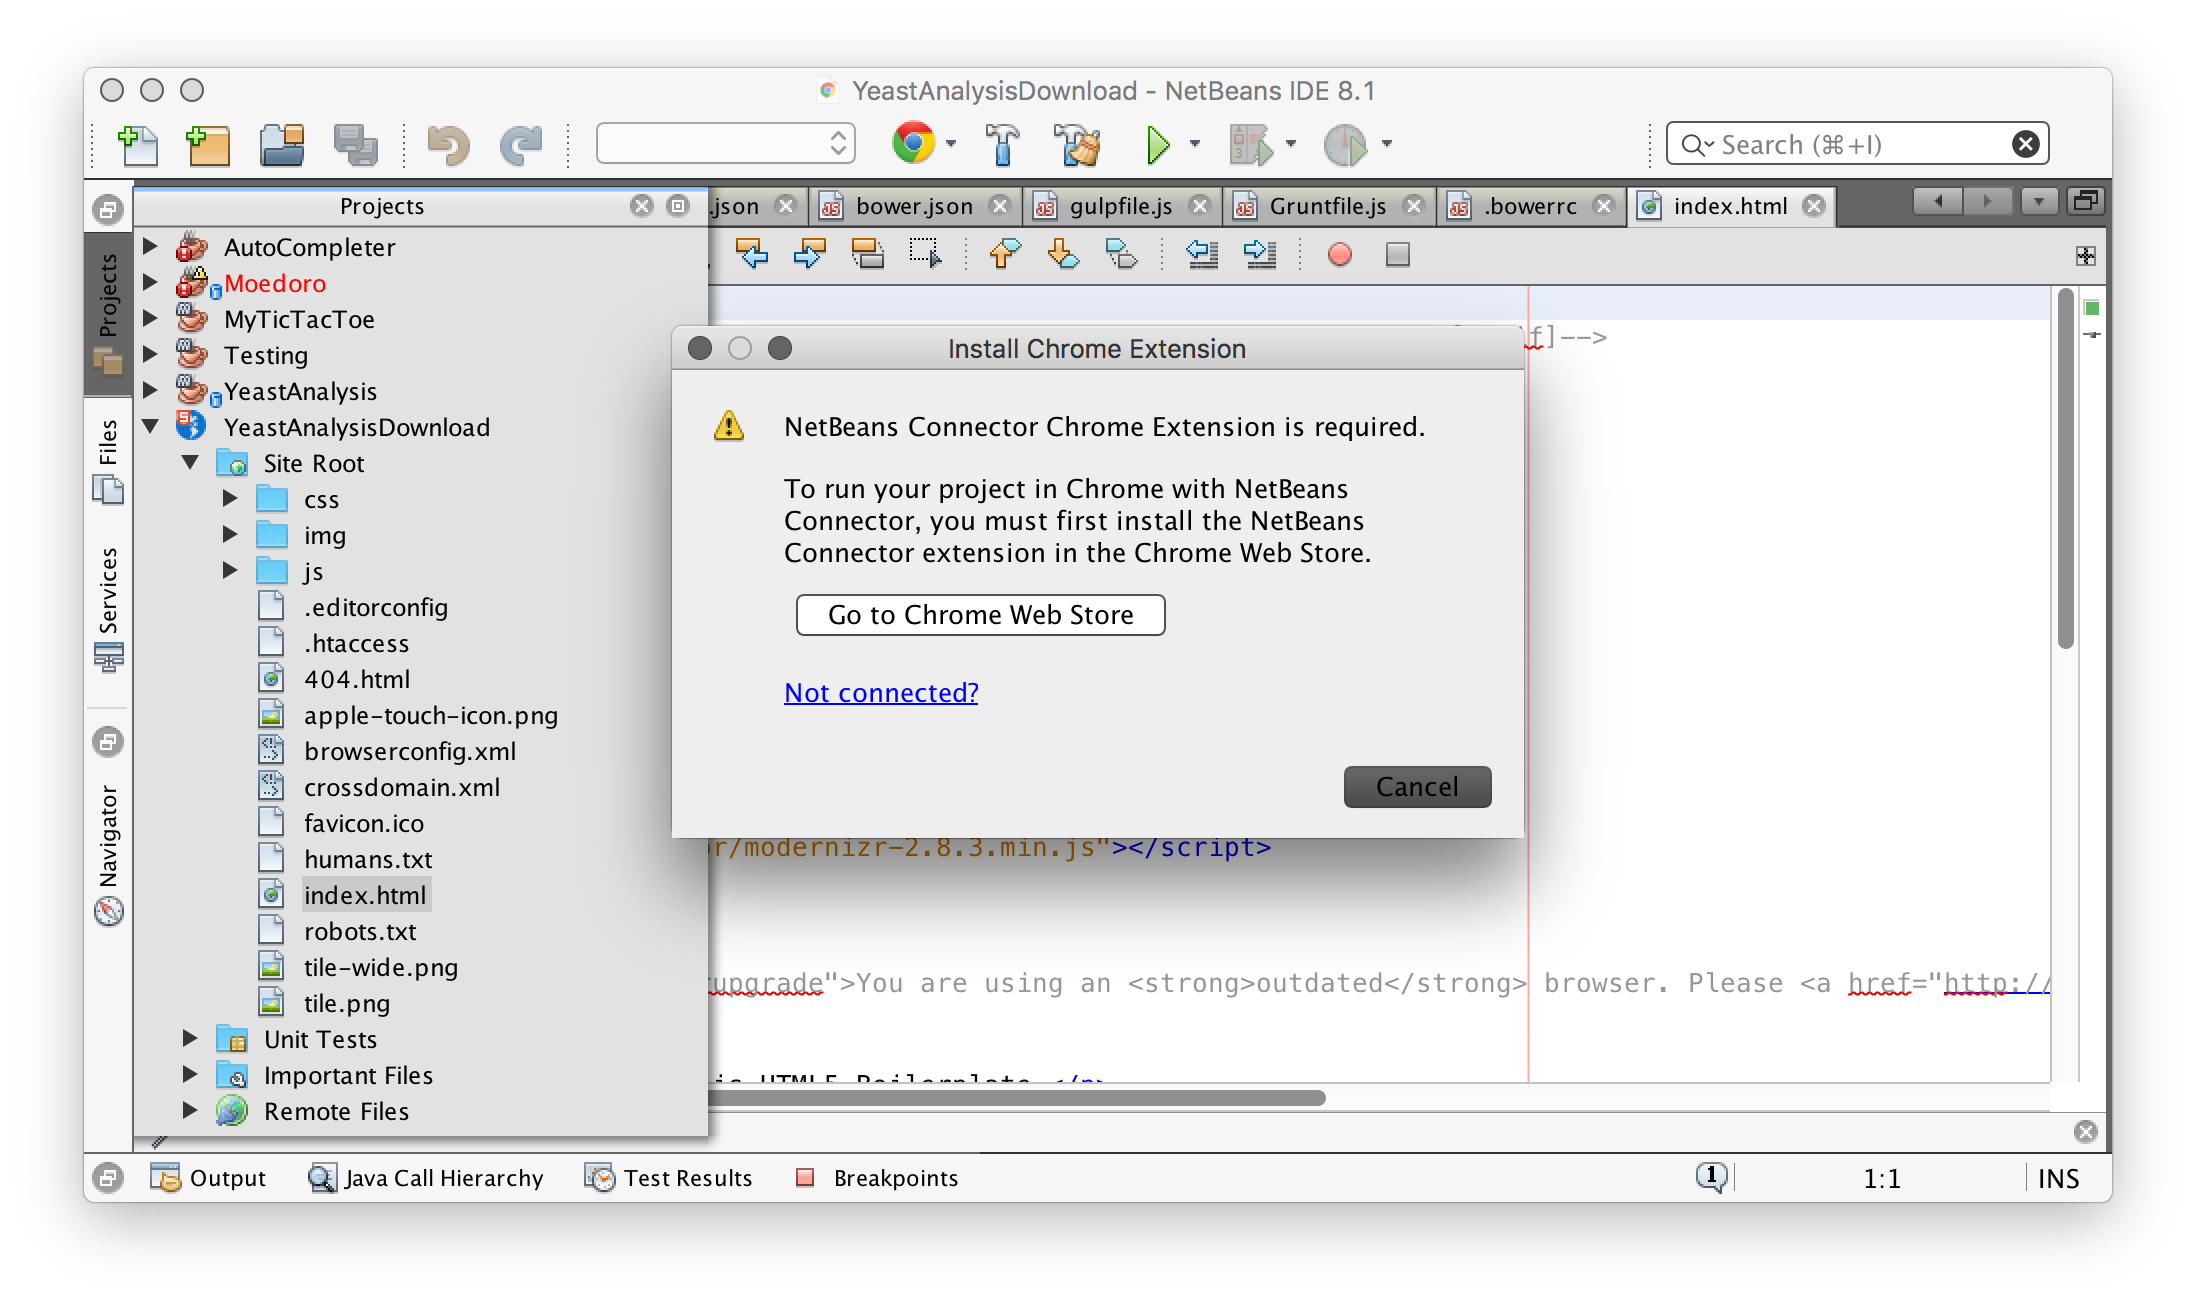 YeastAnalysisDownload - NetBeans IDE 8.1
Search (⌘+I)
Projects
.json
bower.json
gulpfile.js
Gruntfile.js
.bowerrc
index.html
Projects
Files
Services
Navigator
AutoCompleter
Moedoro
MyTicTacToe
Testing
YeastAnalysis
YeastAnalysisDownload
Site Root
css
img
js
.editorconfig
.htaccess
404.html
apple-touch-icon.png
browserconfig.xml
crossdomain.xml
favicon.ico
humans.txt
index.html
robots.txt
tile-wide.png
tile.png
Unit Tests
Important Files
Remote Files
f]-->
Install Chrome Extension
NetBeans Connector Chrome Extension is required.
To run your project in Chrome with NetBeans
Connector, you must first install the NetBeans
Connector extension in the Chrome Web Store.
Go to Chrome Web Store
Not connected?
Cancel
r/modernizr-2.8.3.min.js"></script>
rupgrade">You are using an <strong>outdated</strong> browser. Please <a href="http://
is HTML5 Boilerplate.</p>
Output
Java Call Hierarchy
Test Results
Breakpoints
1
1:1
INS